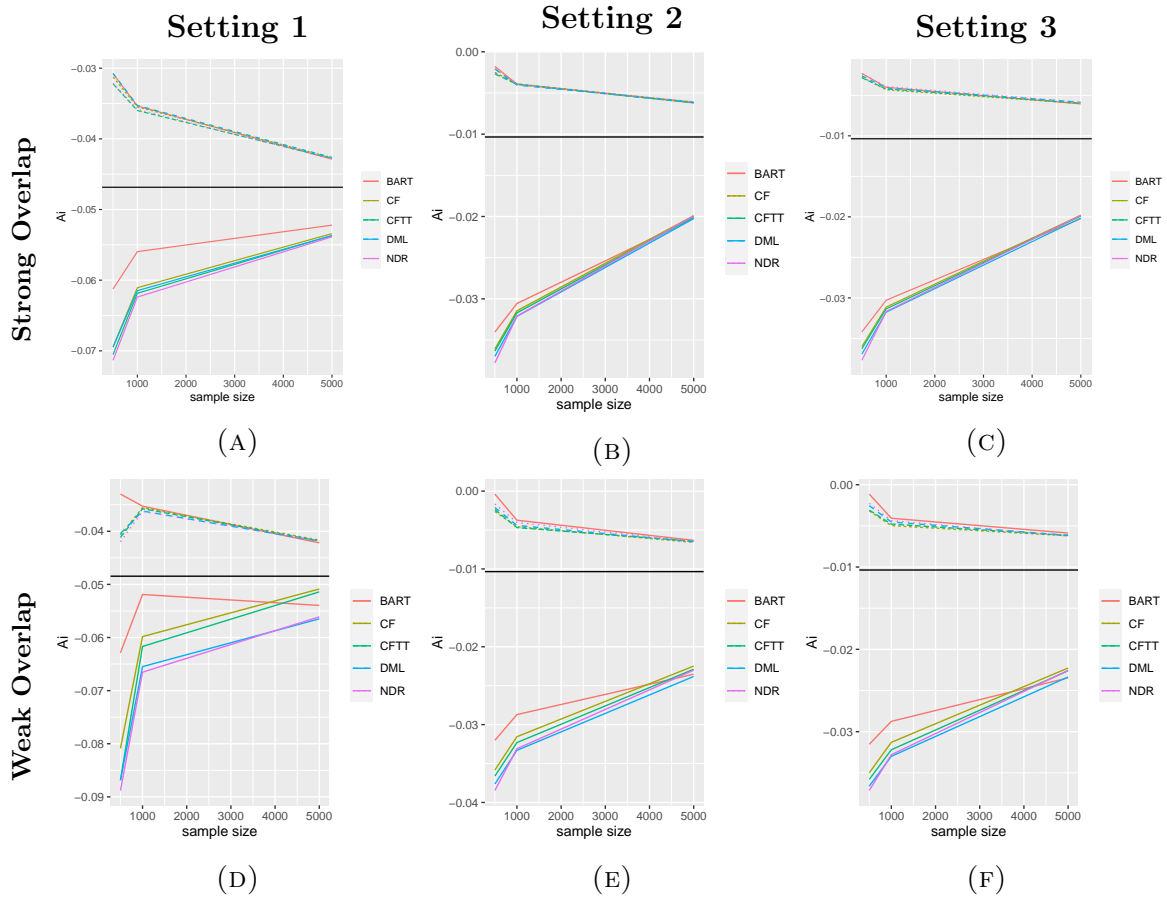 Setting 1
Setting 2
Setting 3
Strong Overlap
−0.03
−0.04
−0.05
−0.06
−0.07
Ai
1000
2000
3000
4000
5000
sample size
BART
CF
CFTT
DML
NDR
(A)
0.00
−0.01
−0.02
−0.03
Ai
1000
2000
3000
4000
5000
sample size
BART
CF
CFTT
DML
NDR
(B)
−0.01
−0.02
−0.03
Ai
1000
2000
3000
4000
5000
sample size
BART
CF
CFTT
DML
NDR
(C)
Weak Overlap
−0.04
−0.05
−0.06
−0.07
−0.08
−0.09
Ai
1000
2000
3000
4000
5000
sample size
BART
CF
CFTT
DML
NDR
(D)
0.00
−0.01
−0.02
−0.03
−0.04
Ai
1000
2000
3000
4000
5000
sample size
BART
CF
CFTT
DML
NDR
(E)
0.00
−0.01
−0.02
−0.03
Ai
1000
2000
3000
4000
5000
sample size
BART
CF
CFTT
DML
NDR
(F)